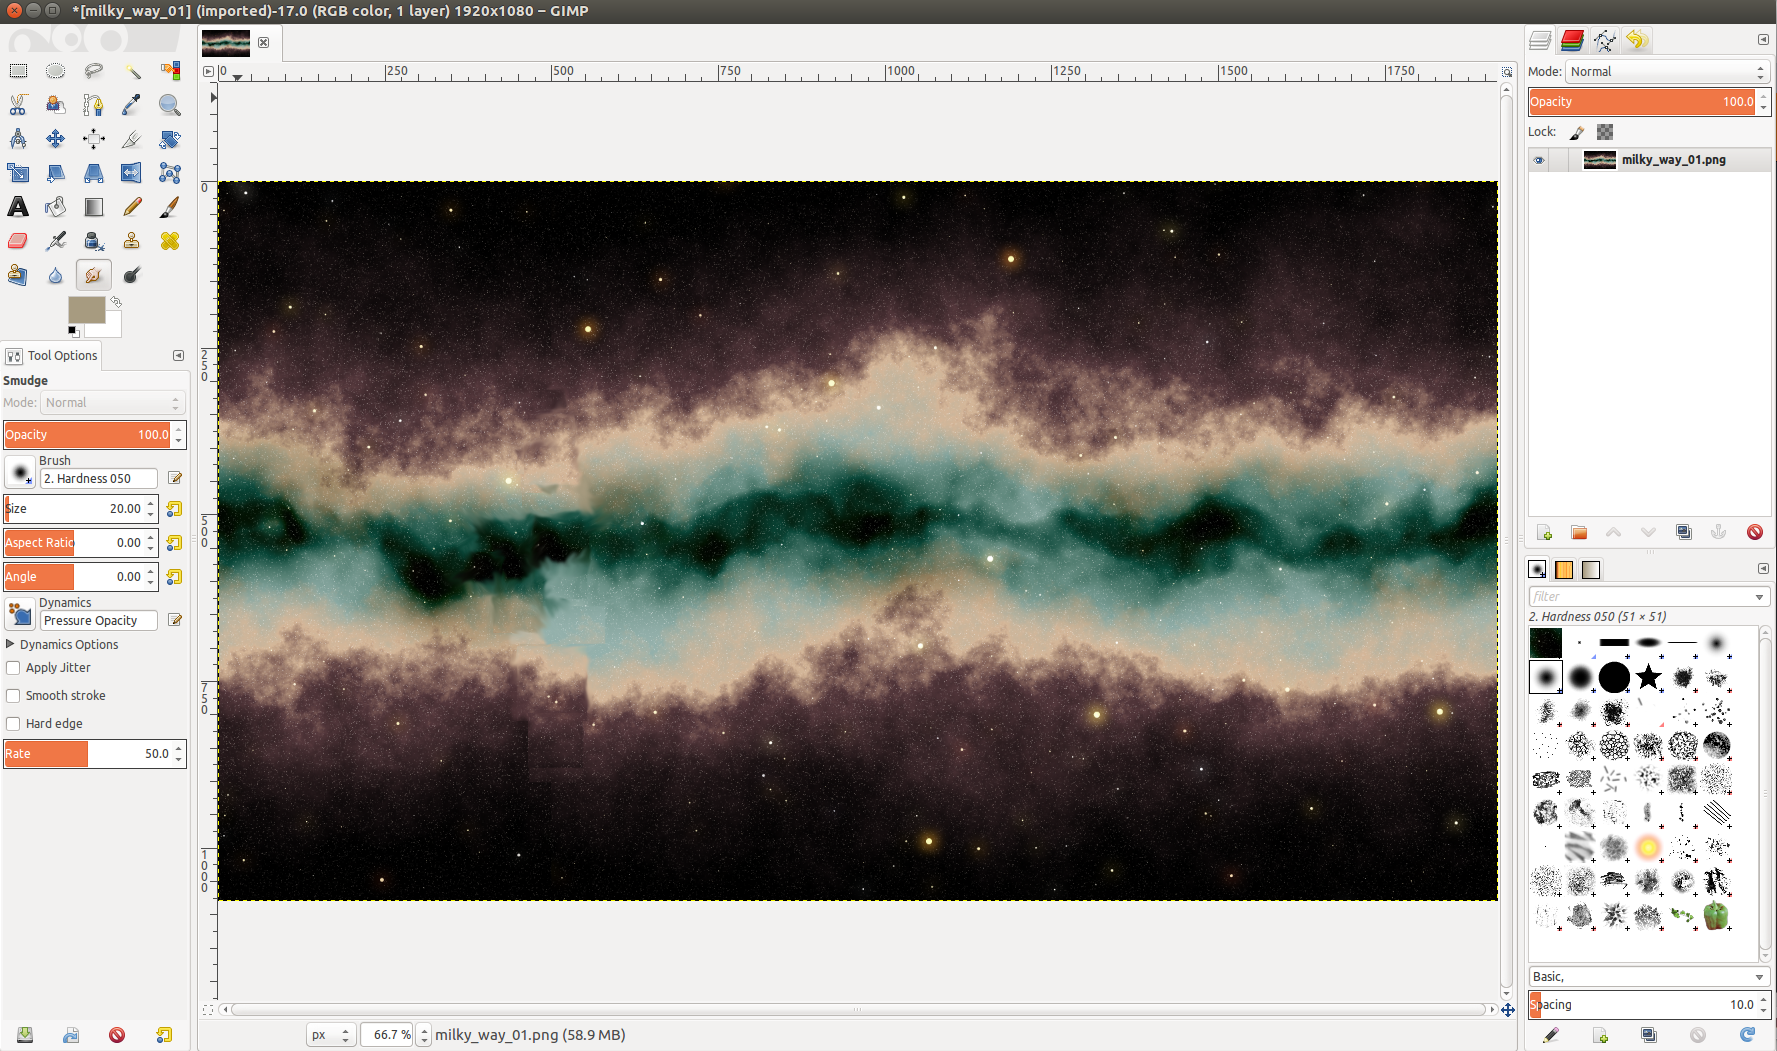 *[milky_way_01] (imported)-17.0 (RGB color, 1 layer) 1920x1080 – GIMP
0 250 500 750 1000 1250 1500 1750
0
250
500
750
1000
Tool Options
Smudge
Mode: Normal
Opacity 100.0
Brush
2. Hardness 050
Size 20.00
Aspect Ratio 0.00
Angle 0.00
Dynamics
Pressure Opacity
Dynamics Options
Apply Jitter
Smooth stroke
Hard edge
Rate 50.0
px 66.7 % milky_way_01.png (58.9 MB)
Mode: Normal
Opacity 100.0
Lock:
milky_way_01.png
filter
2. Hardness 050 (51 × 51)
Basic,
Spacing 10.0